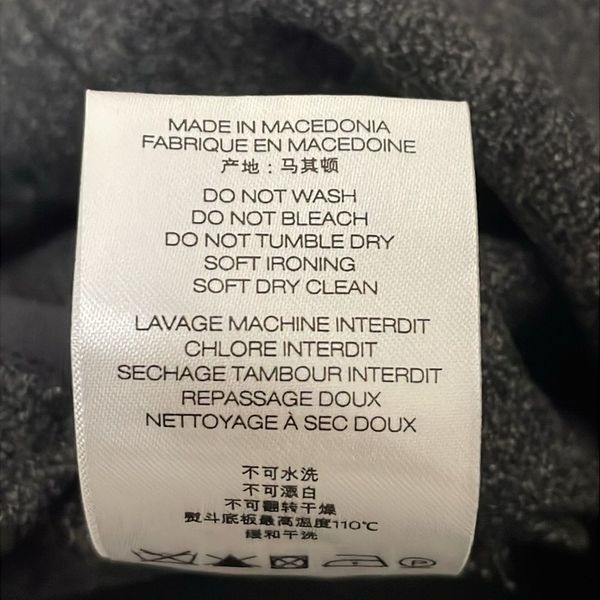 MADE IN MACEDONIA
FABRIQUE EN MACEDOINE
产地：马其顿
DO NOT WASH
DO NOT BLEACH
DO NOT TUMBLE DRY
SOFT IRONING
SOFT DRY CLEAN
LAVAGE MACHINE INTERDIT
CHLORE INTERDIT
SECHAGE TAMBOUR INTERDIT
REPASSAGE DOUX
NETTOYAGE À SEC DOUX
不可水洗
不可漂白
不可翻转干燥
熨斗底板最高温度110℃
缓和干洗